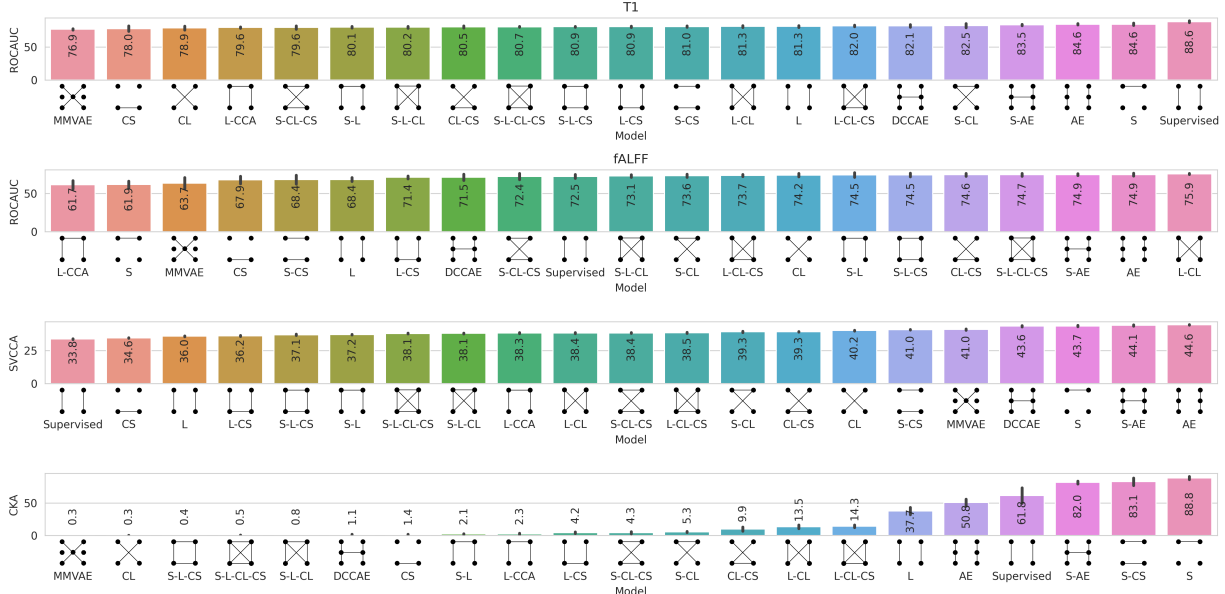 T1
ROCAUC
50
0
76.9 78.0 78.9 79.6 79.6 80.1 80.2 80.5 80.7 80.9 80.9 81.0 81.3 81.3 82.0 82.1 82.5 83.5 84.6 84.6 88.6
MMVAE CS CL L-CCA S-CL-CS S-L S-L-CL CL-CS S-L-CL-CS S-L-CS L-CS S-CS L-CL L L-CL-CS DCCAE S-CL S-AE AE S Supervised
Model
fALFF
ROCAUC
50
0
61.7 61.9 63.7 67.9 68.4 68.4 71.4 71.5 72.4 72.5 73.1 73.6 73.7 74.2 74.5 74.5 74.6 74.7 74.9 74.9 75.9
L-CCA S MMVAE CS S-CS L L-CS DCCAE S-CL-CS Supervised S-L-CL S-CL L-CL-CS CL S-L S-L-CS CL-CS S-L-CL-CS S-AE AE L-CL
Model
SVCCA
25
0
33.8 34.6 36.0 36.2 37.1 37.2 38.1 38.1 38.3 38.4 38.4 38.5 39.3 39.3 40.2 41.0 41.0 43.6 43.7 44.1 44.6
Supervised CS L L-CS S-L-CS S-L S-L-CL-CS S-L-CL L-CCA L-CL S-CL-CS L-CL-CS S-CL CL-CS CL S-CS MMVAE DCCAE S S-AE AE
Model
CKA
50
0
0.3 0.3 0.4 0.5 0.8 1.1 1.4 2.1 2.3 4.2 4.3 5.3 9.9 13.5 14.3 37.7 50.8 61.8 82.0 83.1 88.8
MMVAE CL S-L-CS S-L-CL-CS S-L-CL DCCAE CS S-L L-CCA L-CS S-CL-CS S-CL CL-CS L-CL L-CL-CS L AE Supervised S-AE S-CS S
Model